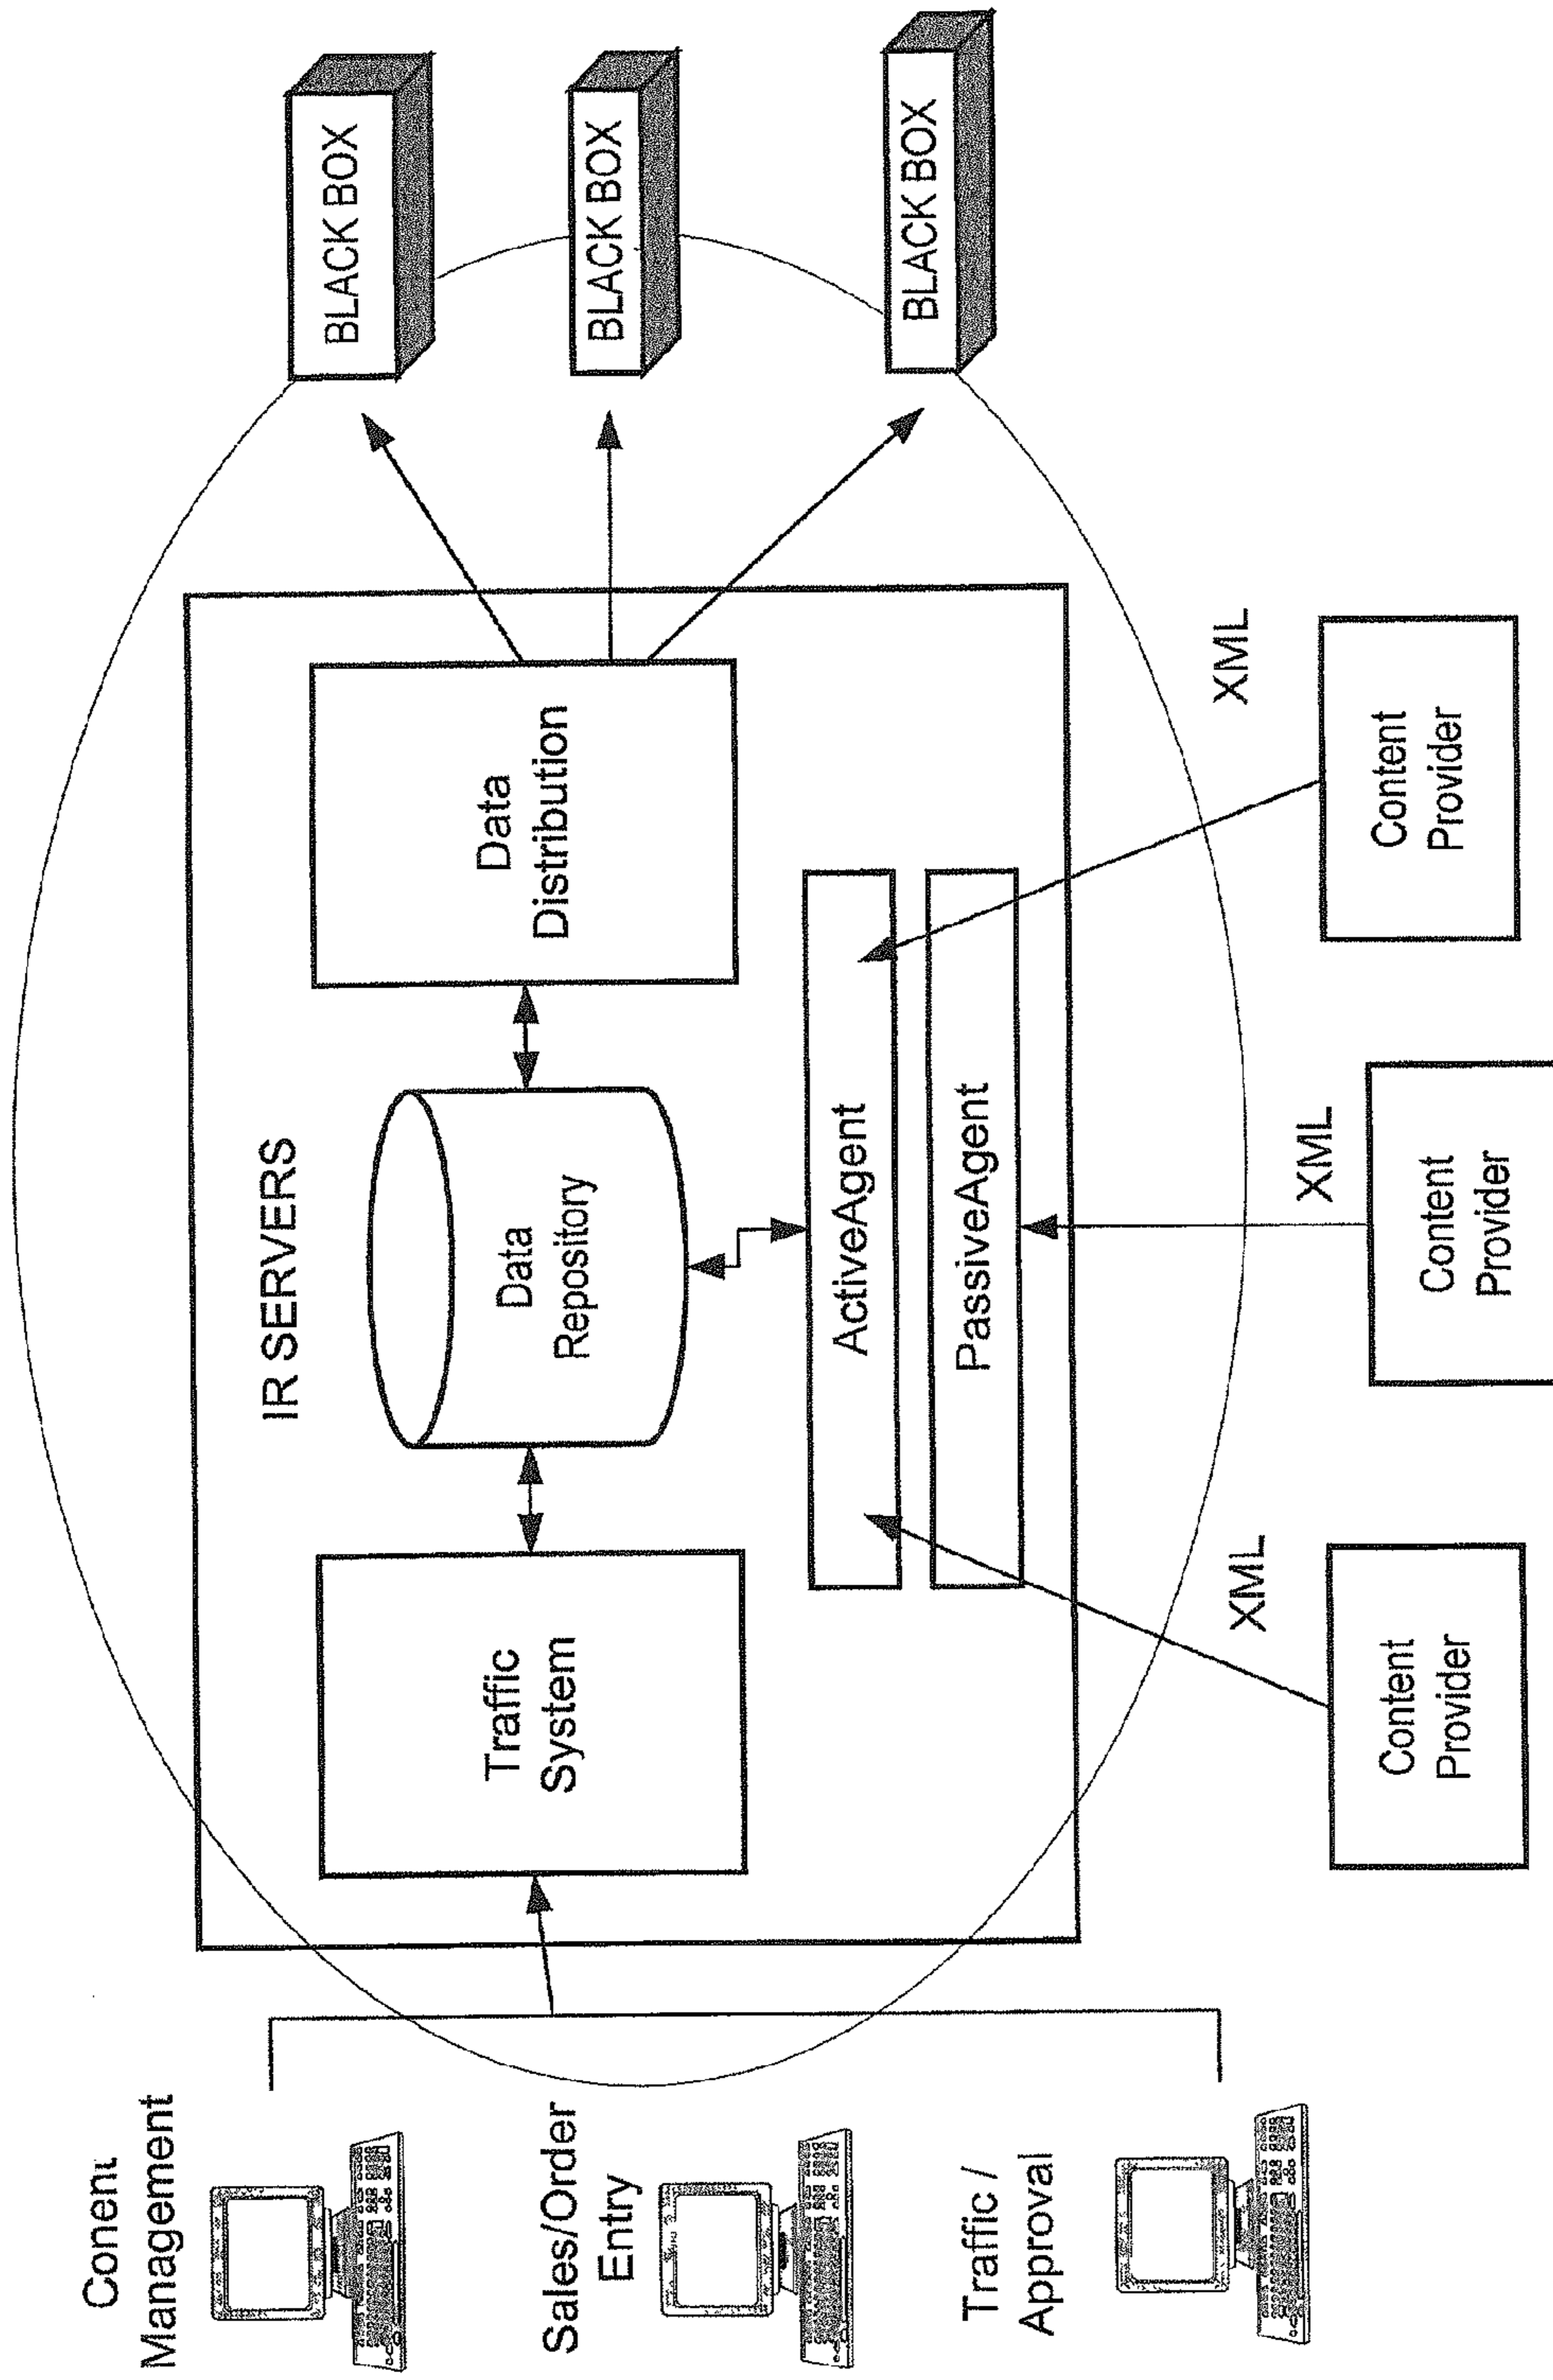 Conent
Management
Sales/Order
Entry
Traffic /
Approval
IR SERVERS
Traffic
System
Data
Repository
Data
Distribution
ActiveAgent
PassiveAgent
BLACK BOX
BLACK BOX
BLACK BOX
XML
XML
XML
Content
Provider
Content
Provider
Content
Provider